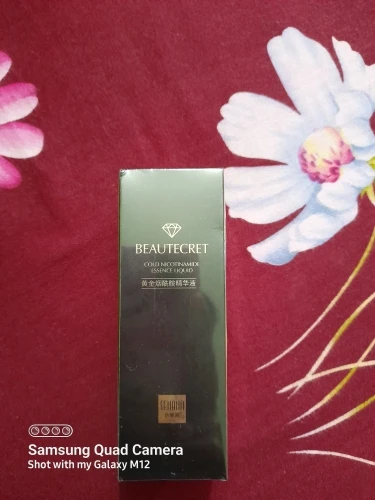 BEAUTECRET
GOLD NICOTINAMIDE
ESSENCE LIQUID
黄金烟酰胺精华液
Samsung Quad Camera
Shot with my Galaxy M12